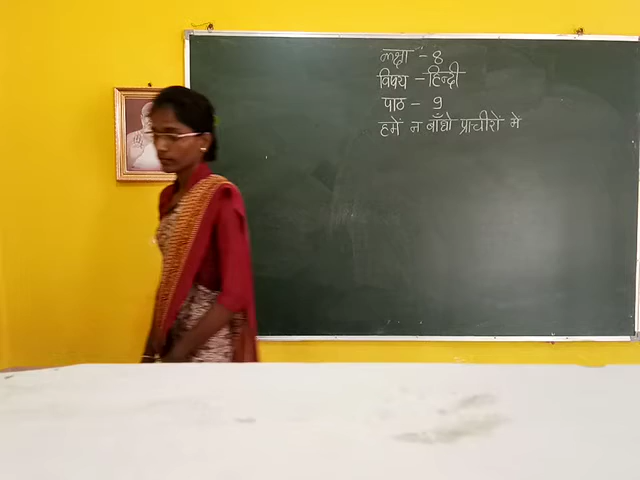 कक्षा - 8
विषय - हिन्दी
पाठ - 9
हमें न बाँधो प्राचीरों में